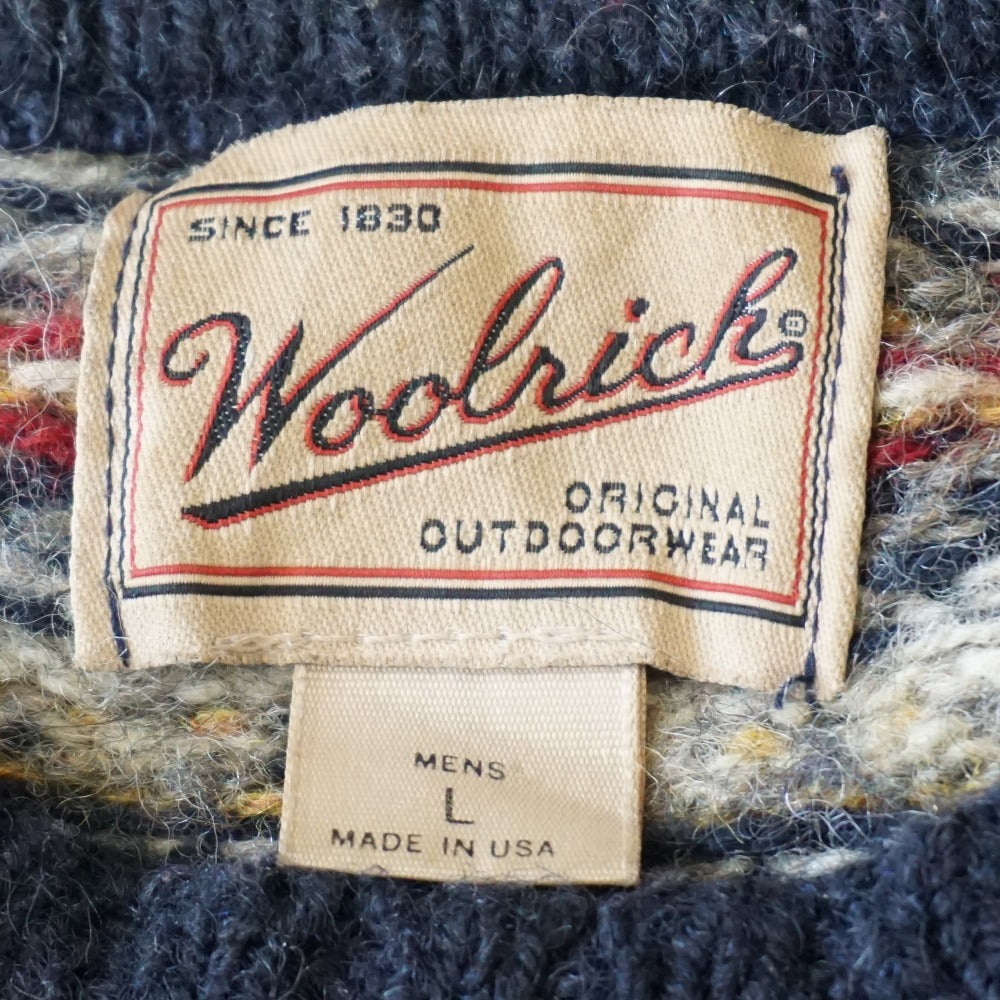 SINCE 1830
Woolrich®
ORIGINAL
OUTDOORWEAR
MENS
L
MADE IN USA